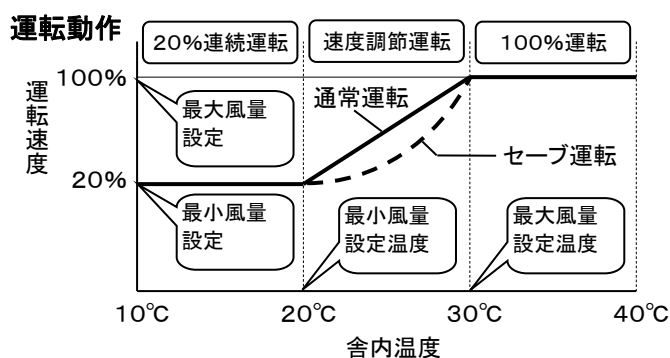 運転動作
20%連続運転
速度調節運転
100%運転
100%
運転速度
最大風量
設定
通常運転
セーブ運転
20%
最小風量
設定
最小風量
設定温度
最大風量
設定温度
10℃
20℃
30℃
40℃
舎内温度